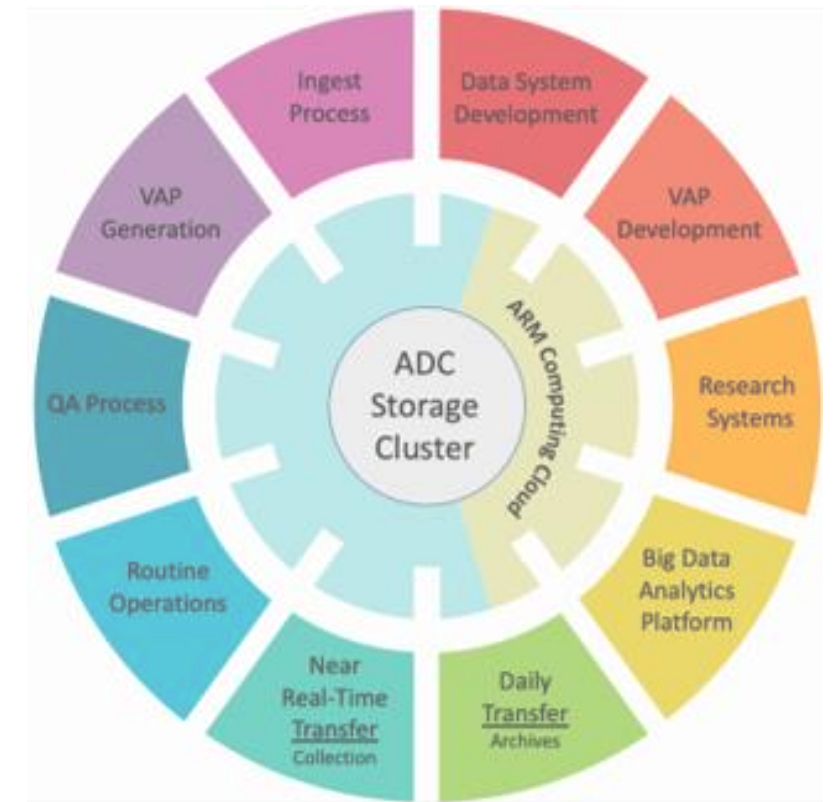 Ingest
Process
Data System
Development
VAP
Development
Research
Systems
Big Data
Analytics
Platform
Daily
Transfer
Archives
Near
Real-Time
Transfer
Collection
Routine
Operations
QA Process
VAP
Generation
ADC
Storage
Cluster
ARM Computing Cloud